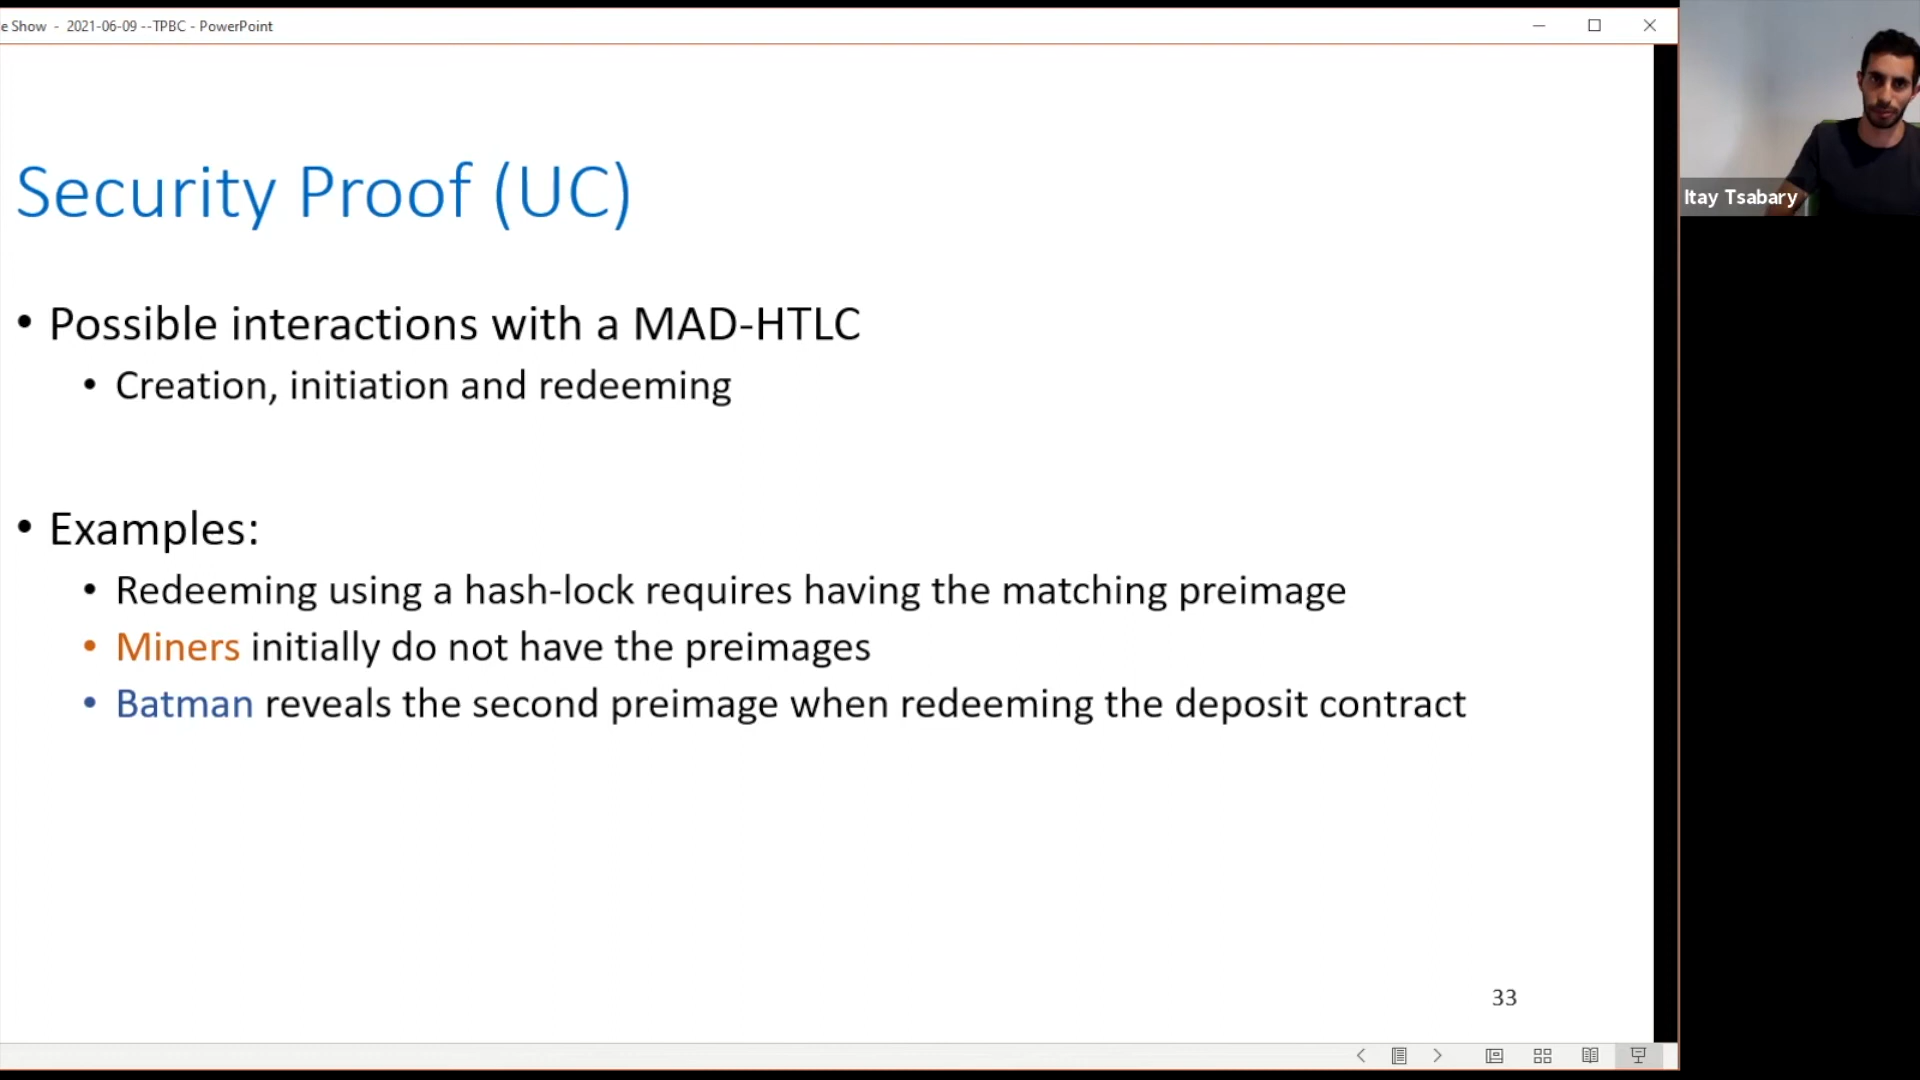 e Show - 2021-06-09 --TPBC - PowerPoint
Security Proof (UC)
• Possible interactions with a MAD-HTLC
• Creation, initiation and redeeming
• Examples:
• Redeeming using a hash-lock requires having the matching preimage
• Miners initially do not have the preimages
• Batman reveals the second preimage when redeeming the deposit contract
33
Itay Tsabary